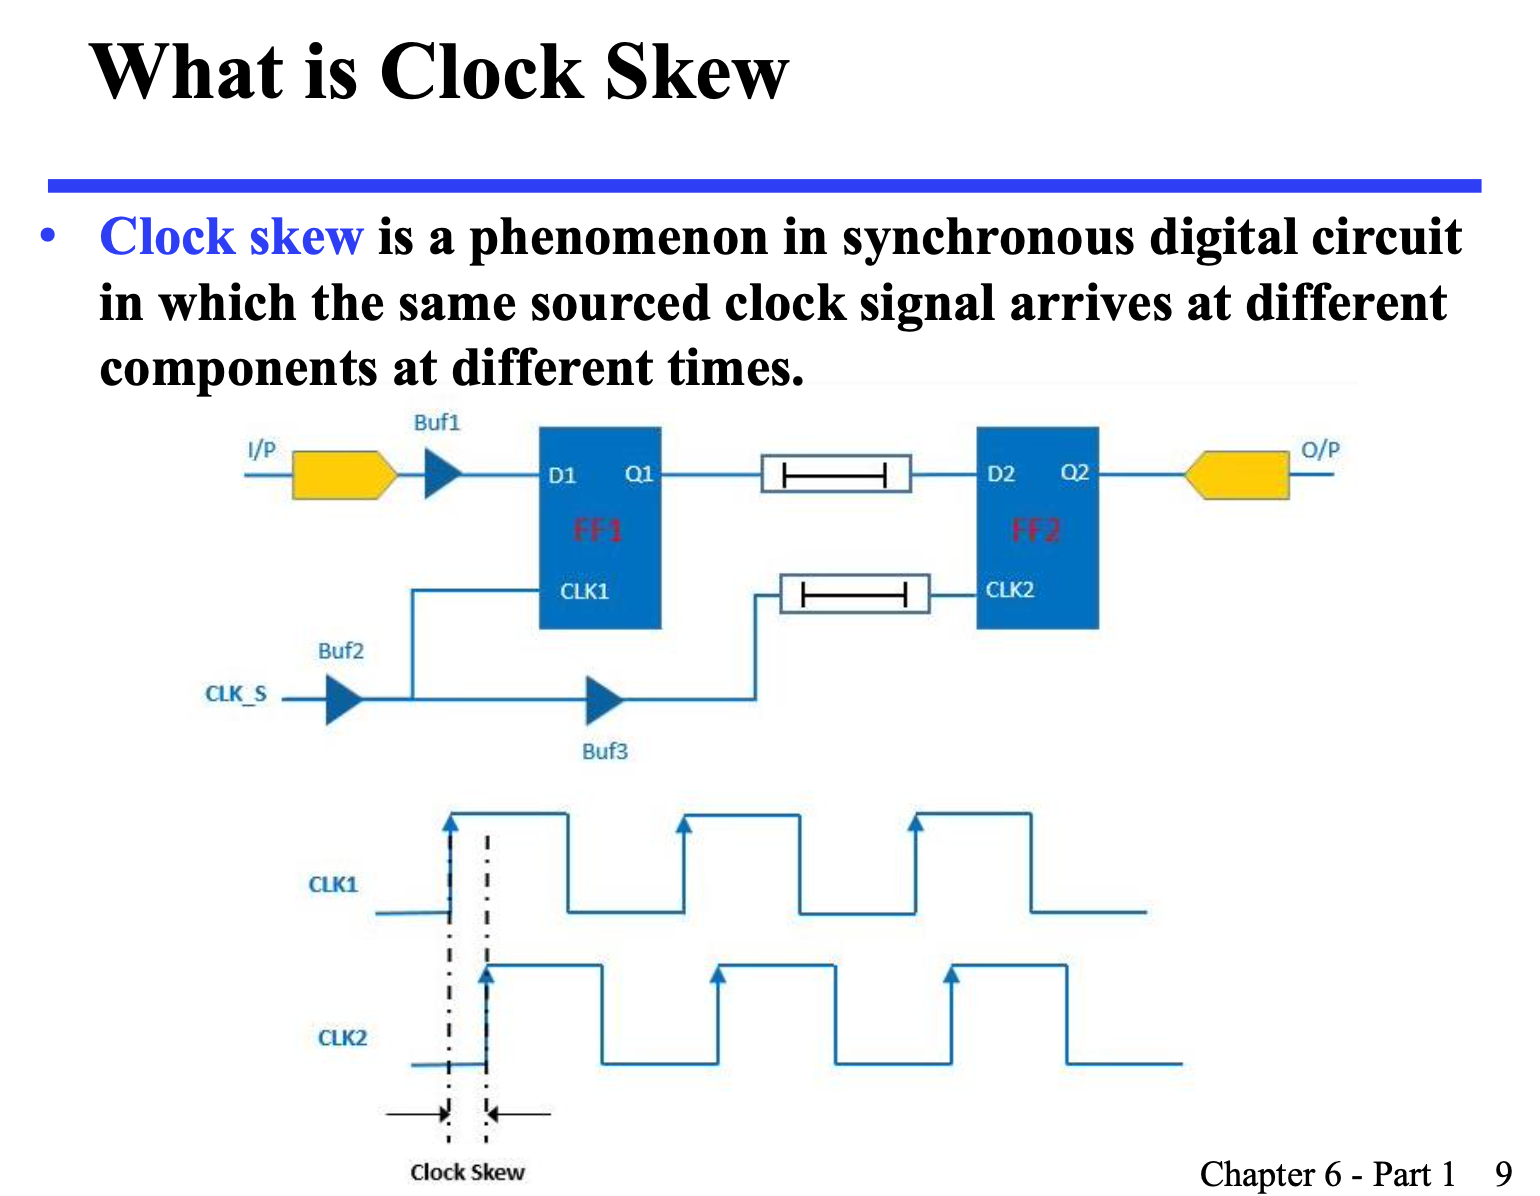 What is Clock Skew
• Clock skew is a phenomenon in synchronous digital circuit
in which the same sourced clock signal arrives at different
components at different times.
Buf1
I/P
O/P
D1 Q1
D2 Q2
FF1
FF2
CLK1
CLK2
Buf2
CLK_S
Buf3
CLK1
CLK2
Clock Skew
Chapter 6 - Part 1 9